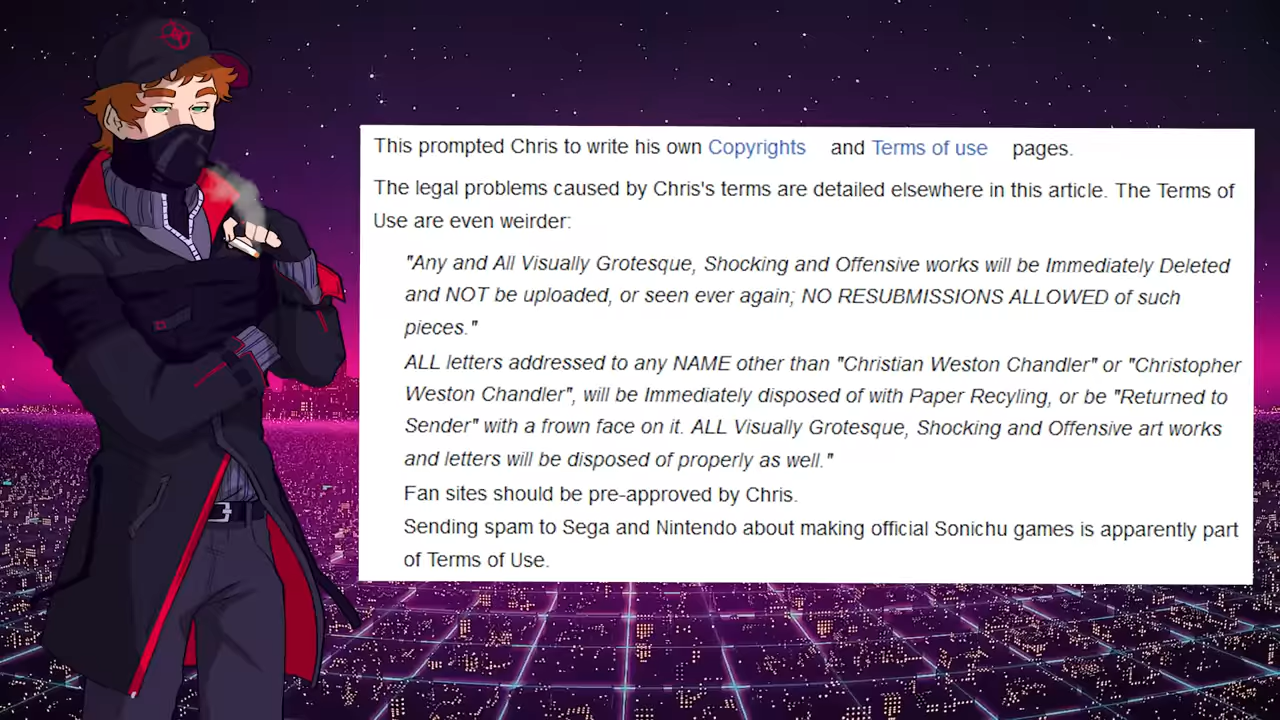 This prompted Chris to write his own Copyrights and Terms of use pages.
The legal problems caused by Chris's terms are detailed elsewhere in this article. The Terms of
Use are even weirder:
"Any and All Visually Grotesque, Shocking and Offensive works will be Immediately Deleted
and NOT be uploaded, or seen ever again; NO RESUBMISSIONS ALLOWED of such
pieces."
ALL letters addressed to any NAME other than "Christian Weston Chandler" or "Christopher
Weston Chandler", will be Immediately disposed of with Paper Recyling, or be "Returned to
Sender" with a frown face on it. ALL Visually Grotesque, Shocking and Offensive art works
and letters will be disposed of properly as well."
Fan sites should be pre-approved by Chris.
Sending spam to Sega and Nintendo about making official Sonichu games is apparently part
of Terms of Use.